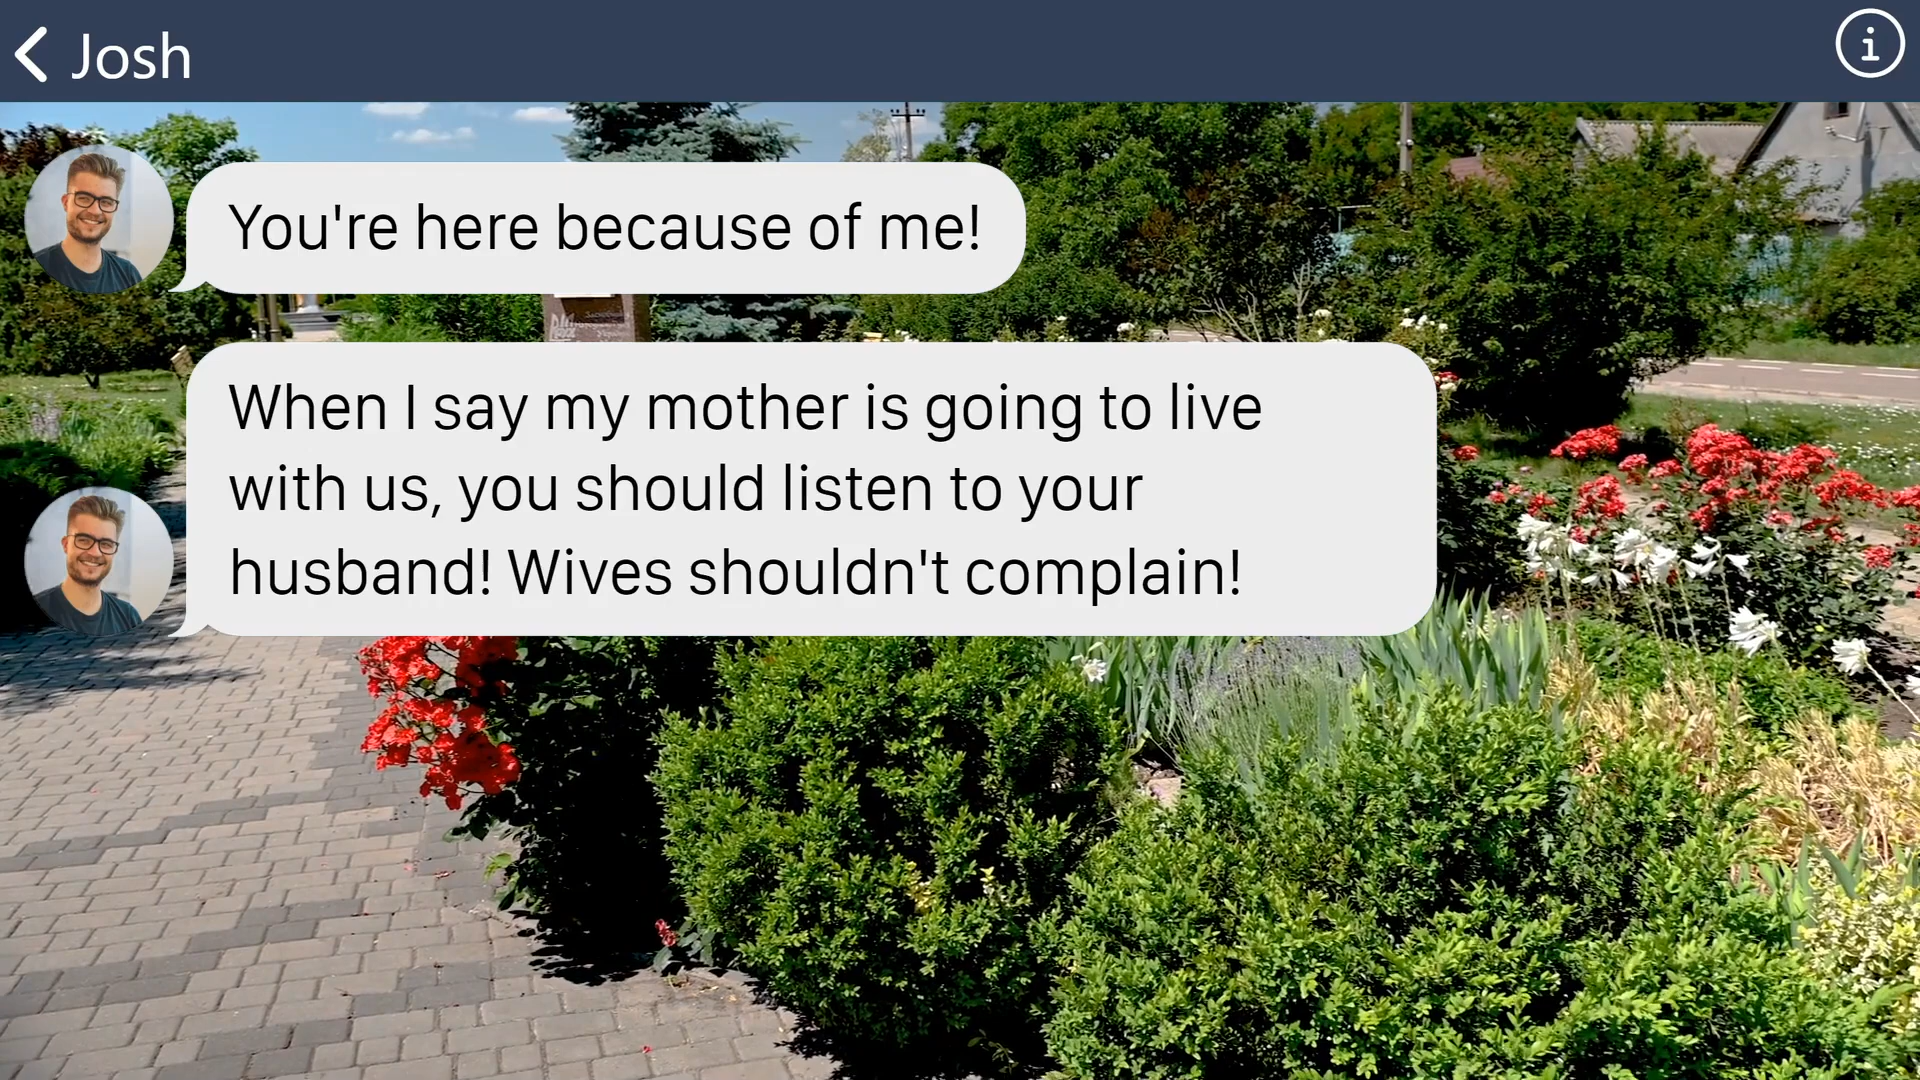 Josh
You're here because of me!
When I say my mother is going to live
with us, you should listen to your
husband! Wives shouldn't complain!